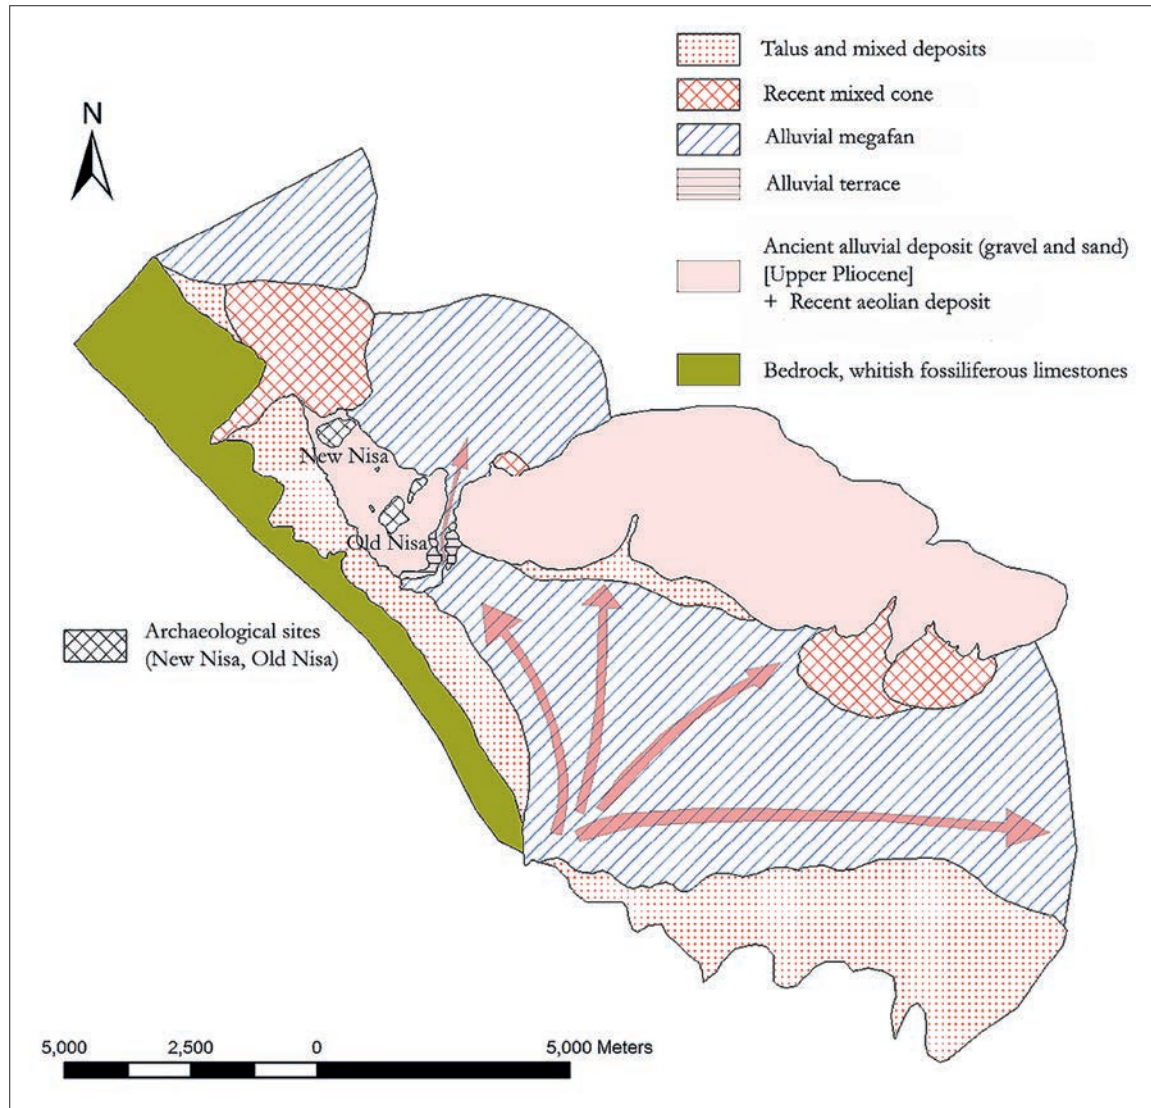 Talus and mixed deposits
Recent mixed cone
N
Alluvial megafan
Alluvial terrace
Ancient alluvial deposit (gravel and sand)
[Upper Pliocene]
+ Recent aeolian deposit
Bedrock, whitish fossiliferous limestones
New Nisa
Old Nisa
Archaeological sites
(New Nisa, Old Nisa)
5,000 2,500 0 5,000 Meters